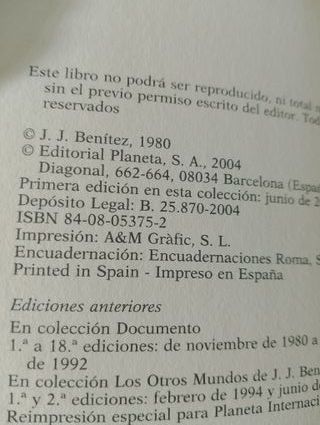 Este libro no podrá ser reproducido, ni total
sin el previo permiso escrito del editor.
reservados
© J. J. Benítez, 1980
© Editorial Planeta, S. A., 2004
Diagonal, 662-664, 08034 Barcelona
Primera edición en esta colección: junio de
Depósito Legal: B. 25.870-2004
ISBN 84-08-05375-2
Impresión: A&M Gràfic, S. L.
Encuadernación: Encuadernaciones Roma,
Printed in Spain - Impreso en España
Ediciones anteriores
En colección Documento
1.ª a 18.ª ediciones: de noviembre de 1980 a
de 1992
En colección Los Otros Mundos de J. J.
1.ª y 2.ª ediciones: febrero de 1994 y junio
Reimpresión especial para Planeta